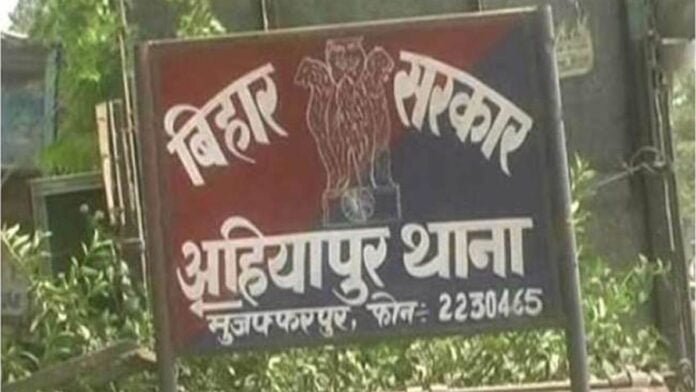 बिहार सरकार
अहियापुर थाना
मुजफ्फरपुर, फोन:- 2230465